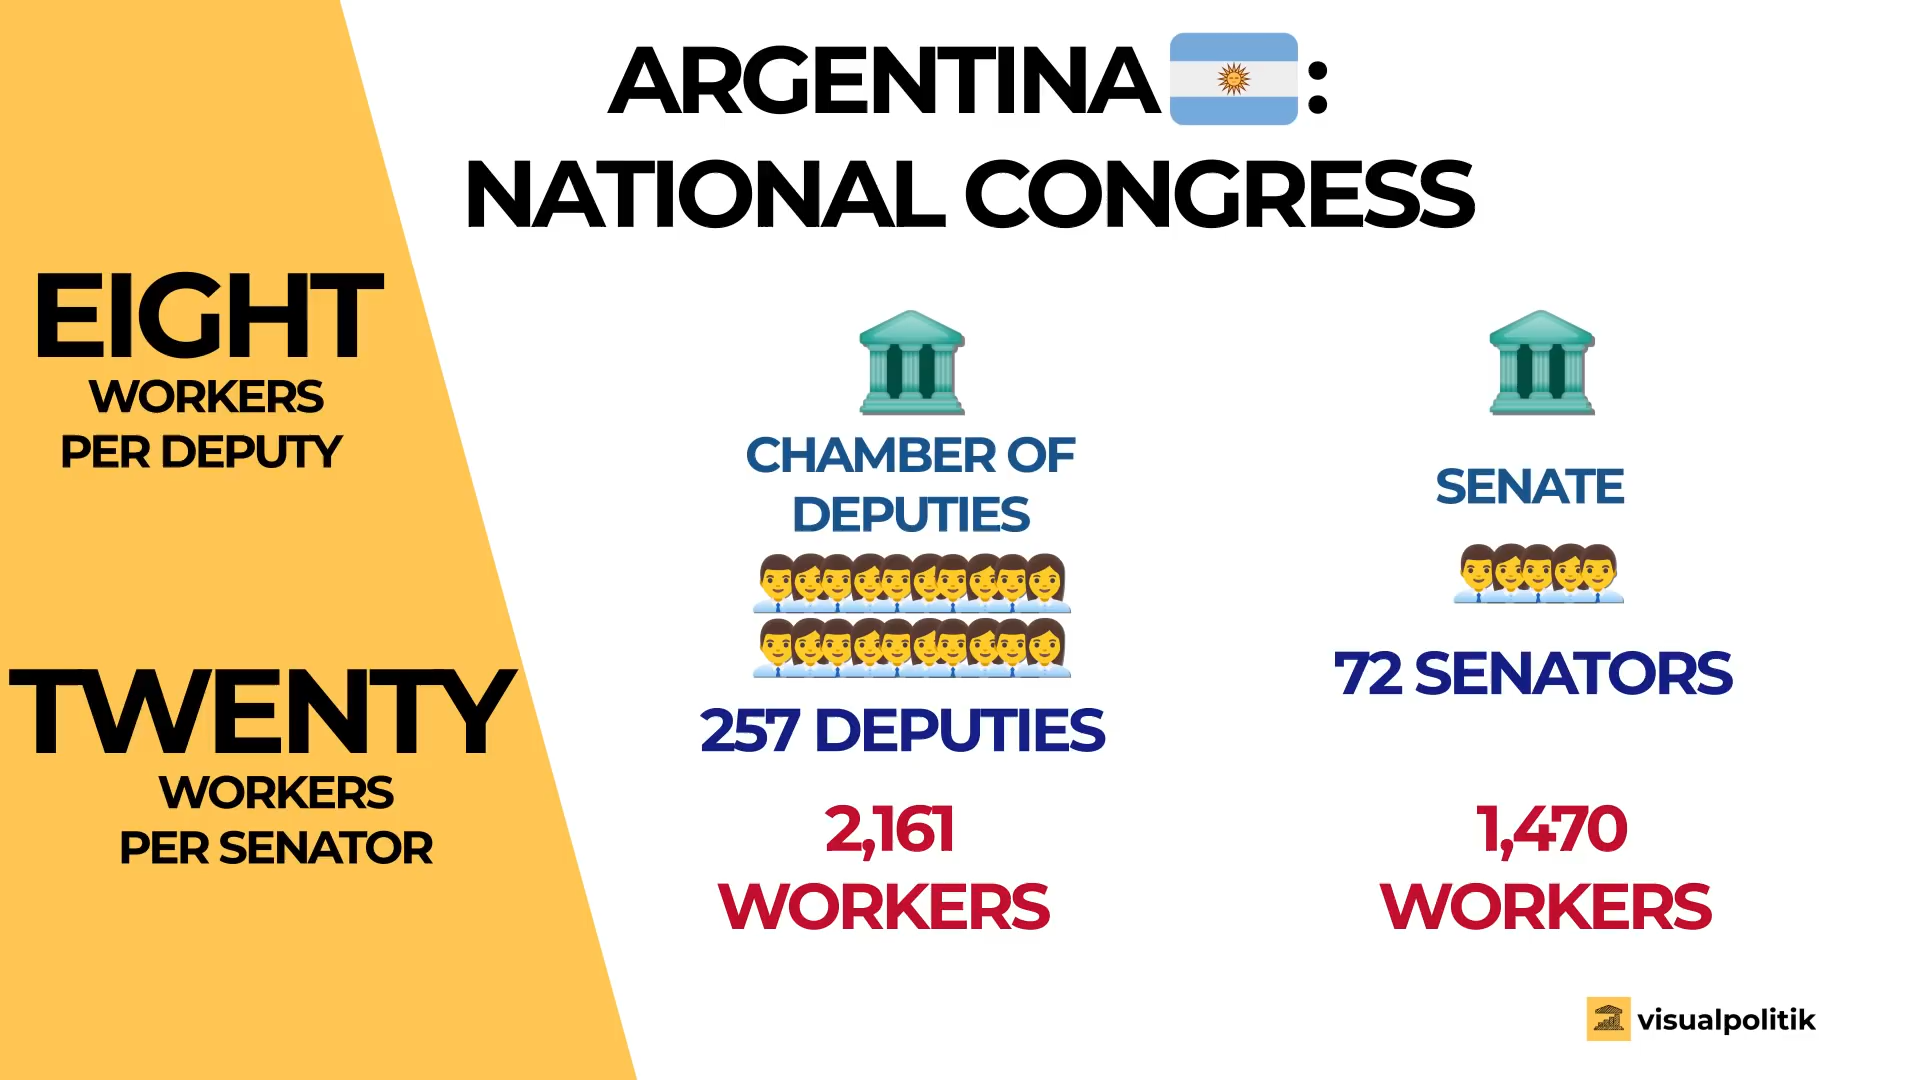 ARGENTINA:
NATIONAL CONGRESS
EIGHT
WORKERS
PER DEPUTY
TWENTY
WORKERS
PER SENATOR
CHAMBER OF
DEPUTIES
257 DEPUTIES
2,161
WORKERS
SENATE
72 SENATORS
1,470
WORKERS
visualpolitik